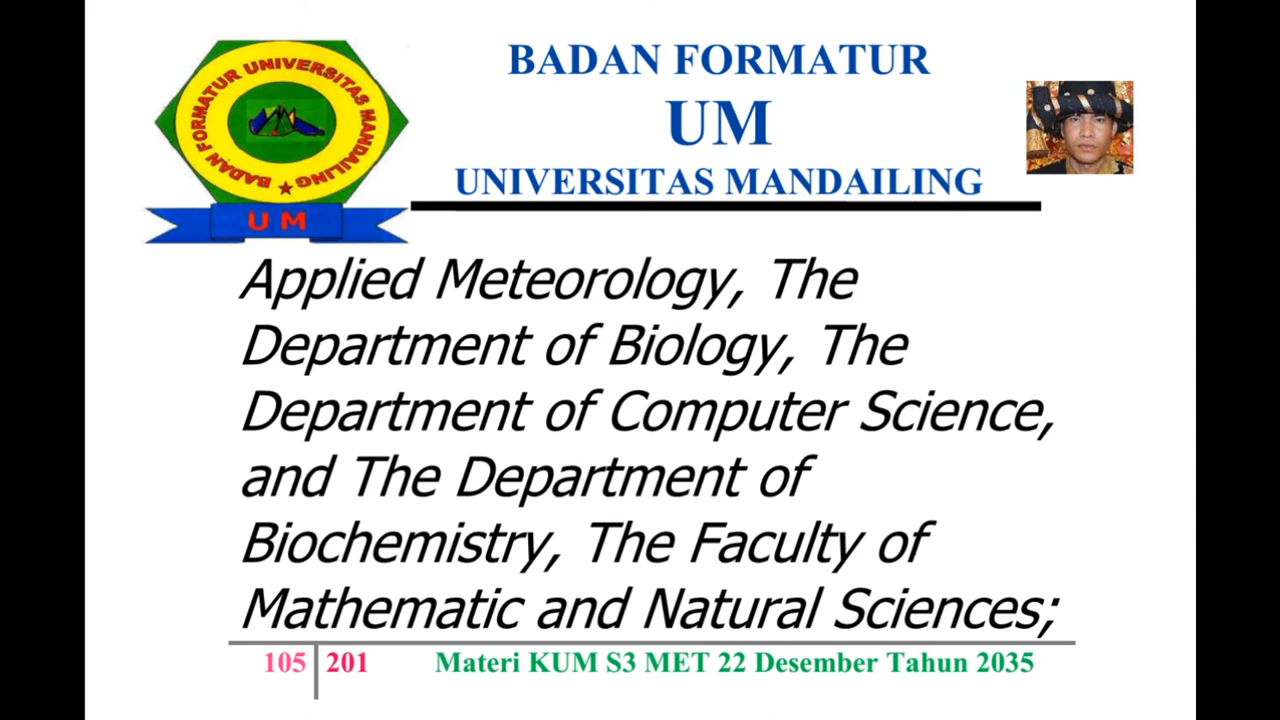 BADAN FORMATUR UNIVERSITAS MANDAILING
U M
BADAN FORMATUR
UM
UNIVERSITAS MANDAILING
Applied Meteorology, The
Department of Biology, The
Department of Computer Science,
and The Department of
Biochemistry, The Faculty of
Mathematic and Natural Sciences;
105 201 Materi KUM S3 MET 22 Desember Tahun 2035